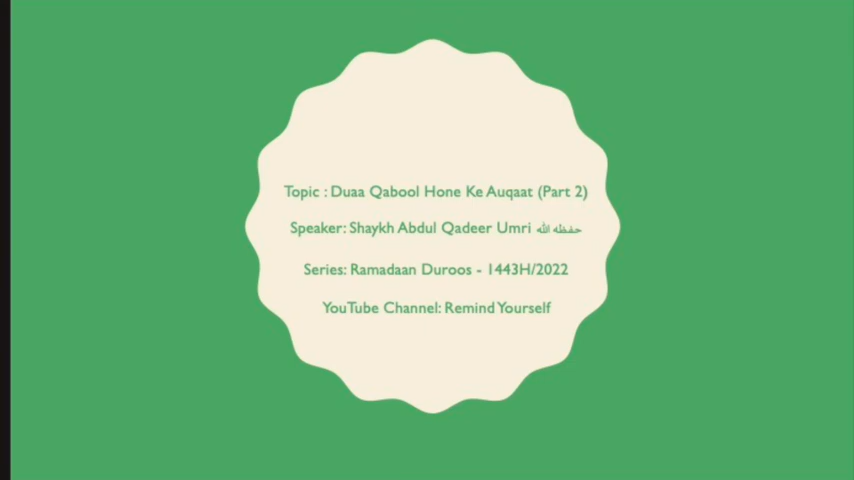 Topic : Duaa Qabool Hone Ke Auqaat (Part 2)
Speaker: Shaykh Abdul Qadeer Umri حفظه الله
Series: Ramadaan Duroos - 1443H/2022
YouTube Channel: Remind Yourself